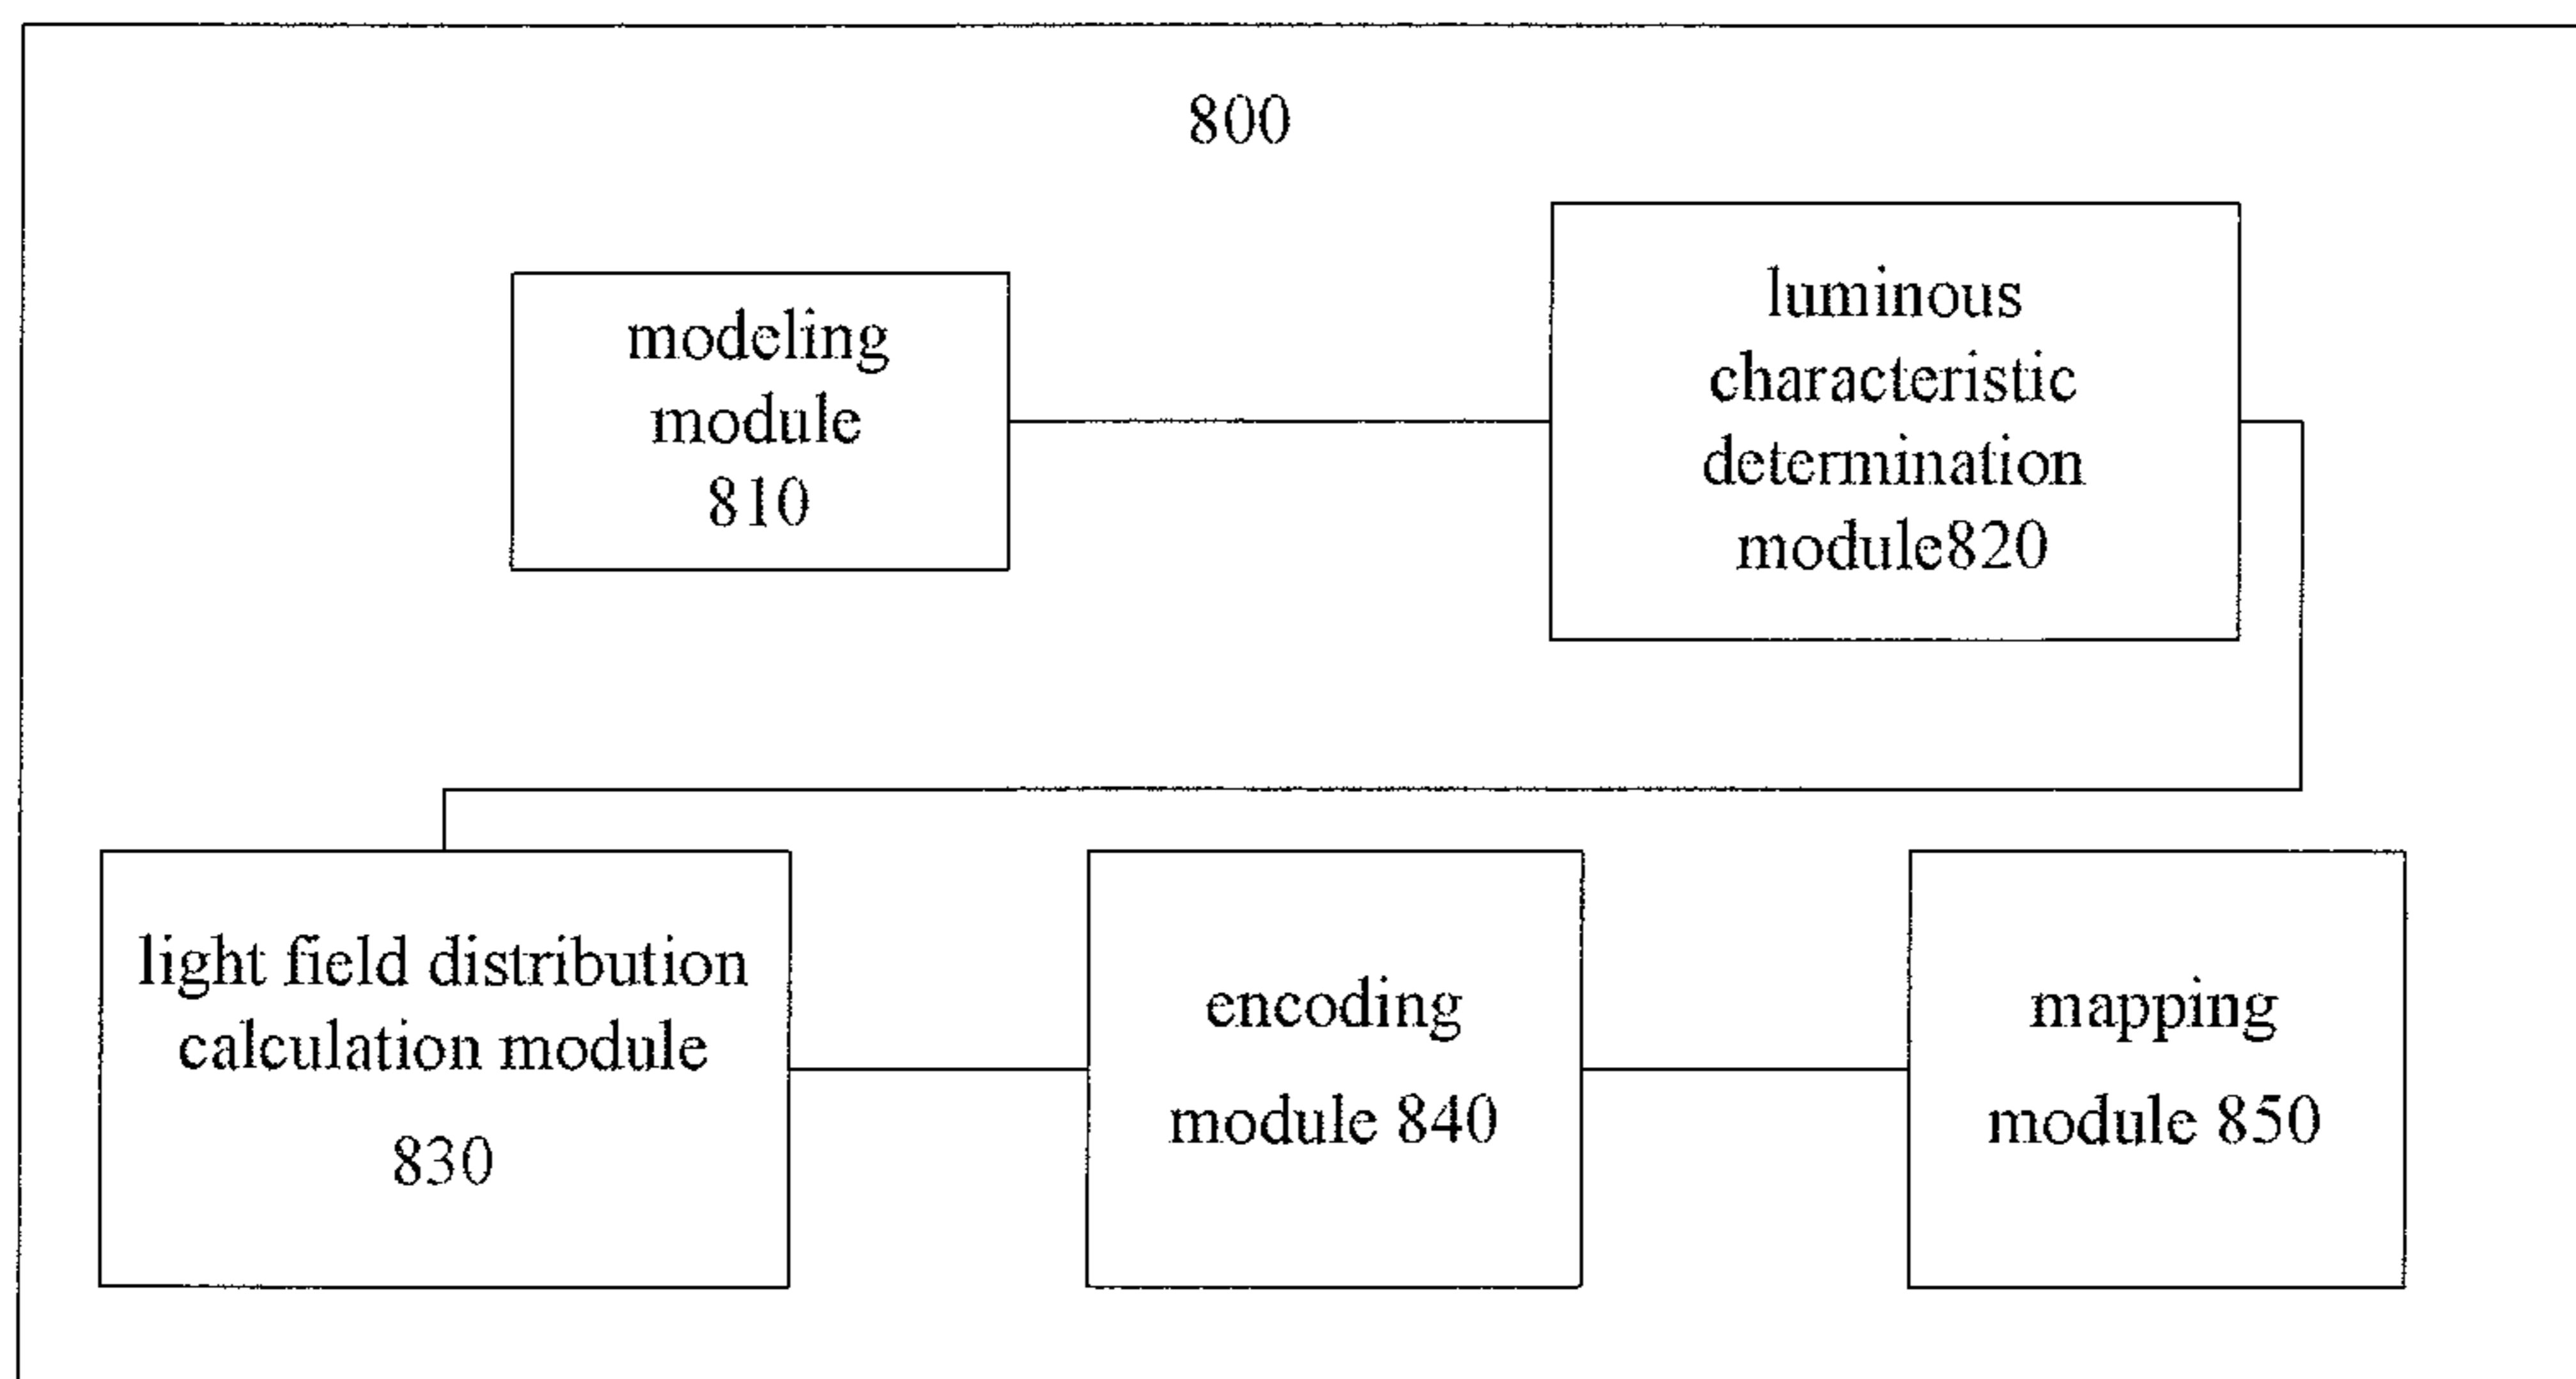 800
modeling
module
810
luminous
characteristic
determination
module820
light field distribution
calculation module
830
encoding
module 840
mapping
module 850